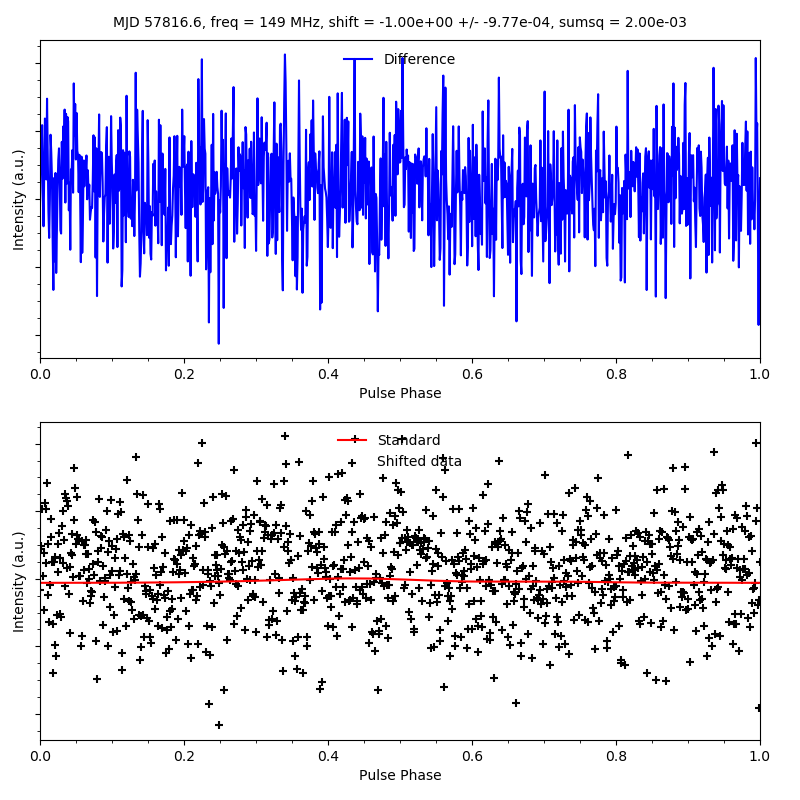 MJD 57816.6, freq = 149 MHz, shift = -1.00e+00 +/- -9.77e-04, sumsq = 2.00e-03
Difference
Intensity (a.u.)
0.0 0.2 0.4 0.6 0.8 1.0
Pulse Phase
Standard
Shifted data
Intensity (a.u.)
0.0 0.2 0.4 0.6 0.8 1.0
Pulse Phase